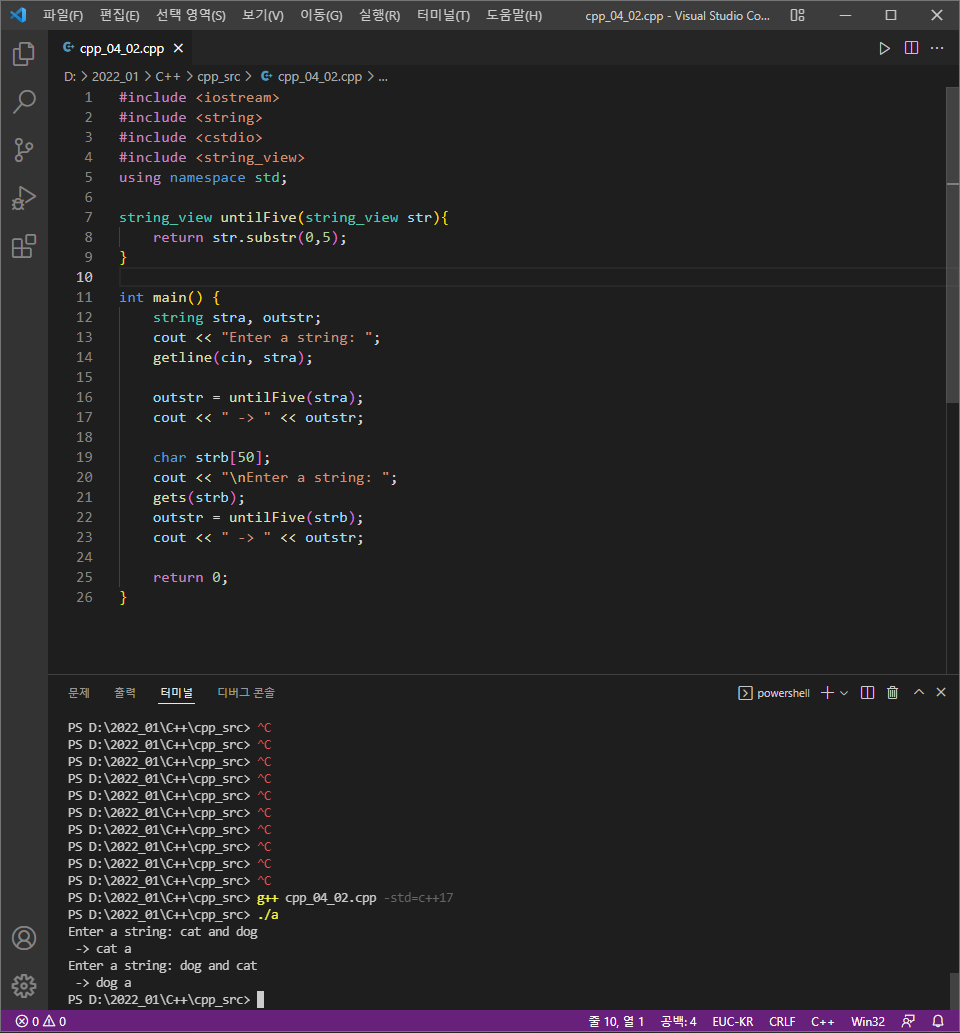 파일(F) 편집(E) 선택 영역(S) 보기(V) 이동(G) 실행(R) 터미널(T) 도움말(H) cpp_04_02.cpp - Visual Studio Co...
cpp_04_02.cpp
D: > 2022_01 > C++ > cpp_src > cpp_04_02.cpp > ...
1 #include <iostream>
2 #include <string>
3 #include <cstdio>
4 #include <string_view>
5 using namespace std;
6
7 string_view untilFive(string_view str){
8     return str.substr(0,5);
9 }
10
11 int main() {
12     string stra, outstr;
13     cout << "Enter a string: ";
14     getline(cin, stra);
15
16     outstr = untilFive(stra);
17     cout << " -> " << outstr;
18
19     char strb[50];
20     cout << "\nEnter a string: ";
21     gets(strb);
22     outstr = untilFive(strb);
23     cout << " -> " << outstr;
24
25     return 0;
26 }
문제 출력 터미널 디버그 콘솔 powershell
PS D:\2022_01\C++\cpp_src> ^C
PS D:\2022_01\C++\cpp_src> ^C
PS D:\2022_01\C++\cpp_src> ^C
PS D:\2022_01\C++\cpp_src> ^C
PS D:\2022_01\C++\cpp_src> ^C
PS D:\2022_01\C++\cpp_src> ^C
PS D:\2022_01\C++\cpp_src> ^C
PS D:\2022_01\C++\cpp_src> ^C
PS D:\2022_01\C++\cpp_src> ^C
PS D:\2022_01\C++\cpp_src> ^C
PS D:\2022_01\C++\cpp_src> g++ cpp_04_02.cpp -std=c++17
PS D:\2022_01\C++\cpp_src> ./a
Enter a string: cat and dog
 -> cat a
Enter a string: dog and cat
 -> dog a
PS D:\2022_01\C++\cpp_src>
0 0 줄 10, 열 1 공백: 4 EUC-KR CRLF C++ Win32